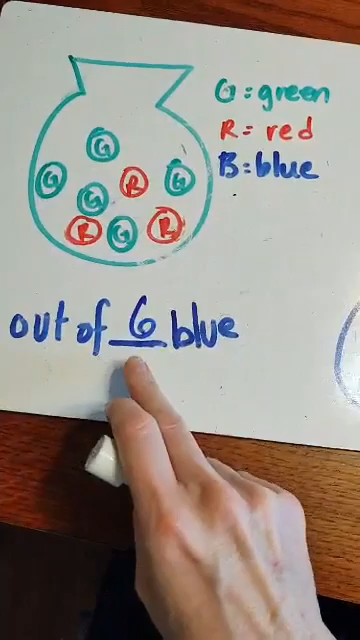 G = green
R = red
B = blue
G
G
G
R
G
R
G
R
out of 6 blue